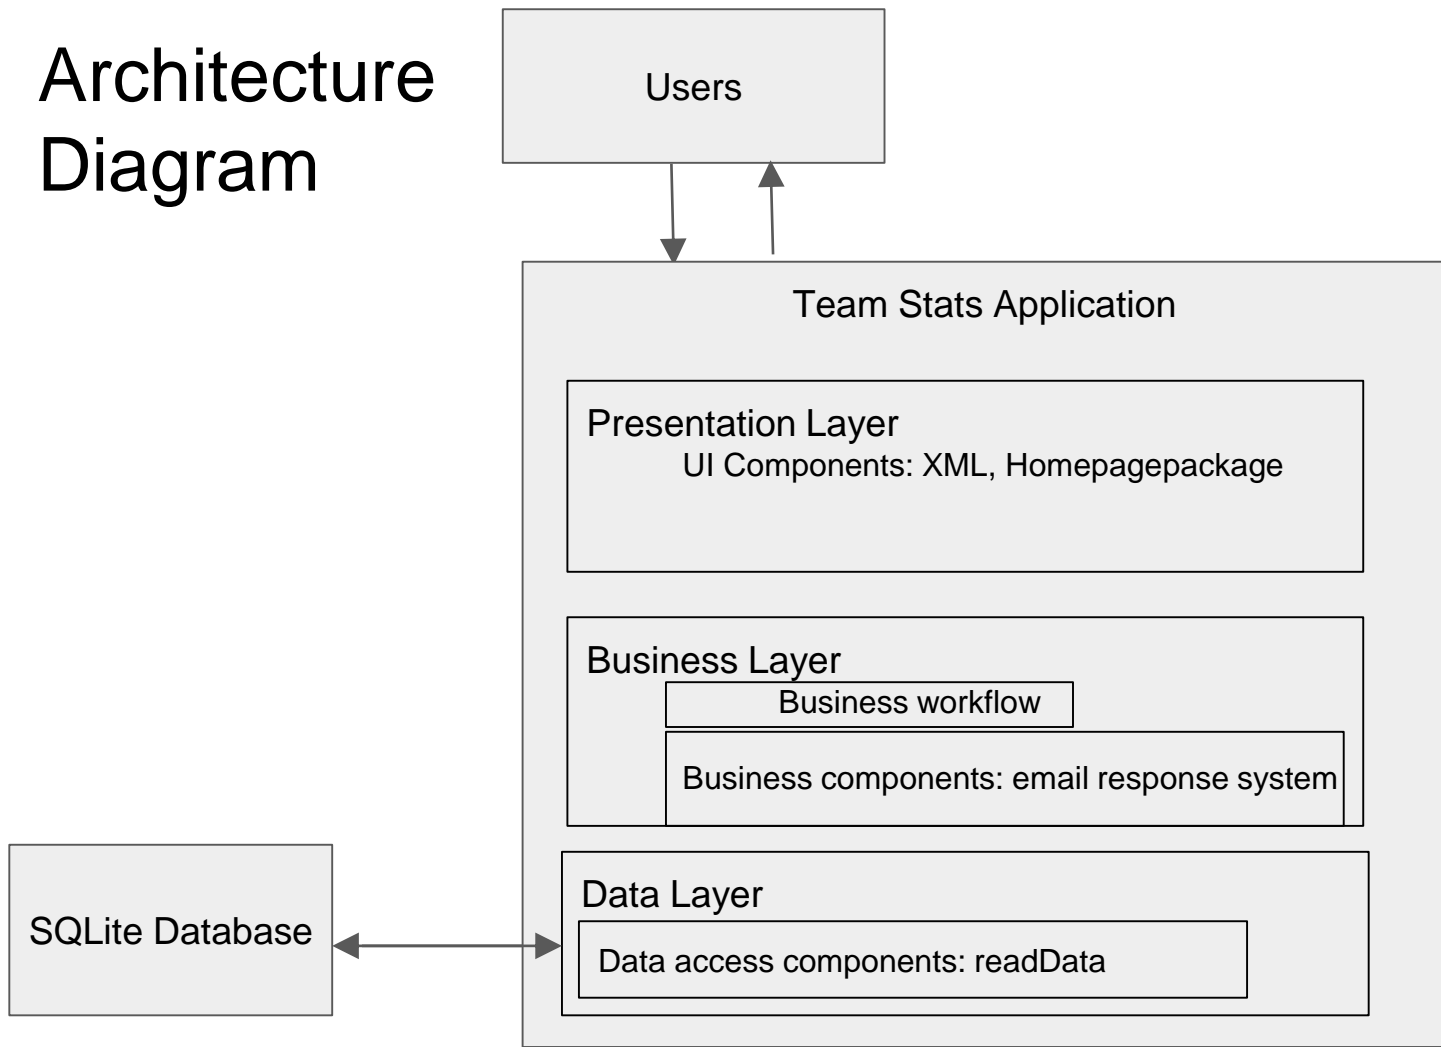 Architecture
Diagram
Users
Team Stats Application
Presentation Layer
UI Components: XML, Homepagepackage
Business Layer
Business workflow
Business components: email response system
SQLite Database
Data Layer
Data access components: readData